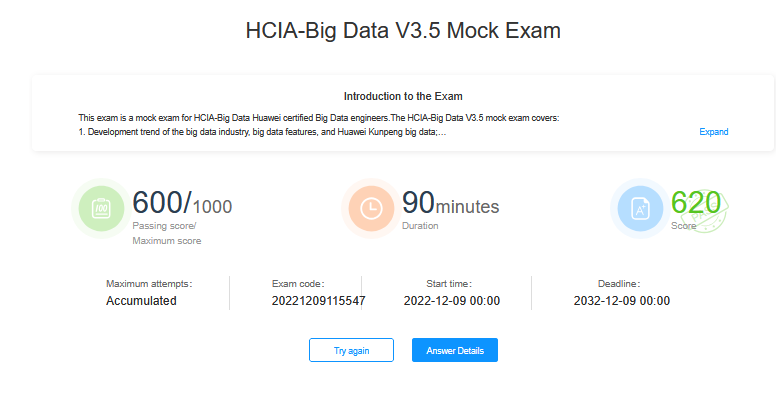 HCIA-Big Data V3.5 Mock Exam
Introduction to the Exam
This exam is a mock exam for HCIA-Big Data Huawei certified Big Data engineers.The HCIA-Big Data V3.5 mock exam covers:
1. Development trend of the big data industry, big data features, and Huawei Kunpeng big data;...
Expand
100
600/1000
Passing score/
Maximum score
90minutes
Duration
A+
620
Score
Maximum attempts:
Accumulated
Exam code:
20221209115547
Start time:
2022-12-09 00:00
Deadline:
2032-12-09 00:00
Try again
Answer Details